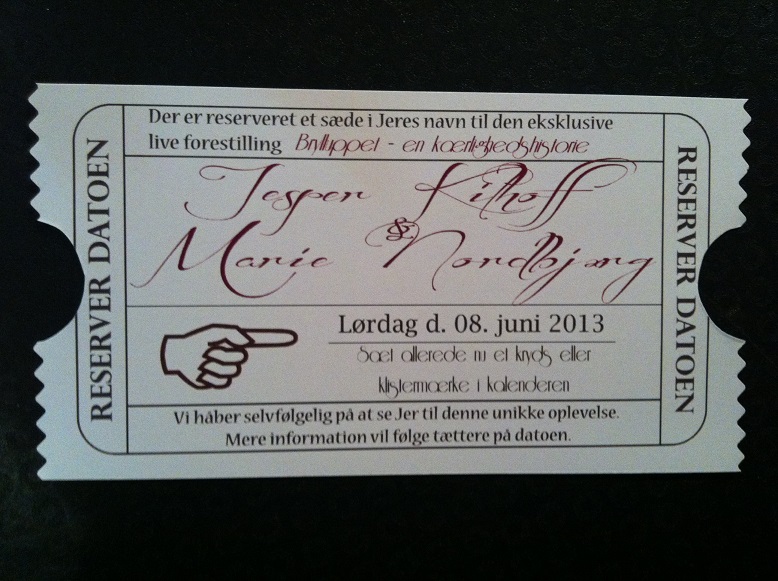 RESERVER DATOEN
Der er reserveret et sæde i Jeres navn til den eksklusive
live forestilling Brylluppet - en kærlighedshistorie
Jesper Kilhoff
&
Marie Nordbjærg
Lørdag d. 08. juni 2013
Sæt allerede nu et kryds eller
klistermærke i kalenderen
Vi håber selvfølgelig på at se Jer til denne unikke oplevelse.
Mere information vil følge tættere på datoen.
RESERVER DATOEN